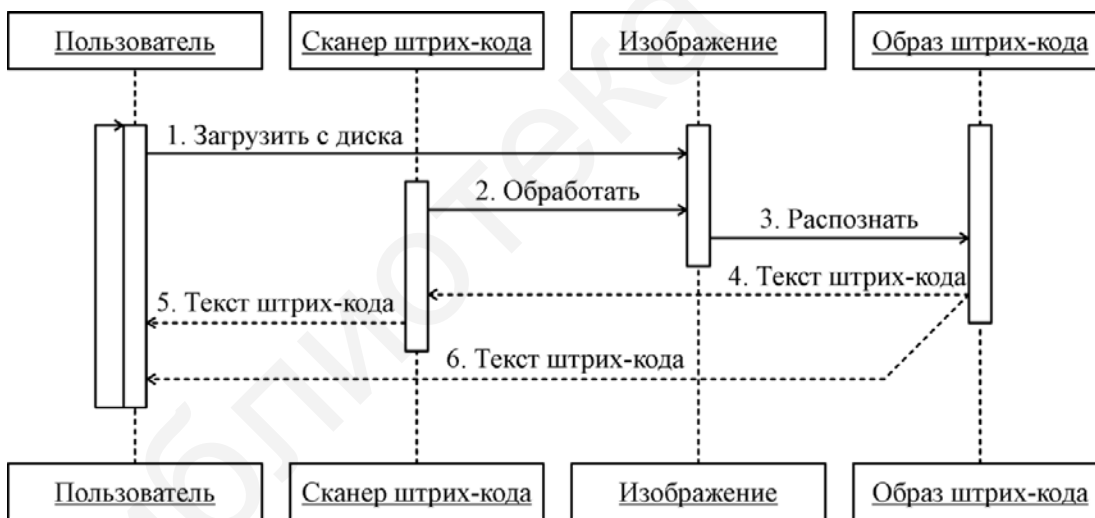 Пользователь
Сканер штрих-кода
Изображение
Образ штрих-кода
1. Загрузить с диска
2. Обработать
3. Распознать
4. Текст штрих-кода
5. Текст штрих-кода
6. Текст штрих-кода
Пользователь
Сканер штрих-кода
Изображение
Образ штрих-кода
блиотека